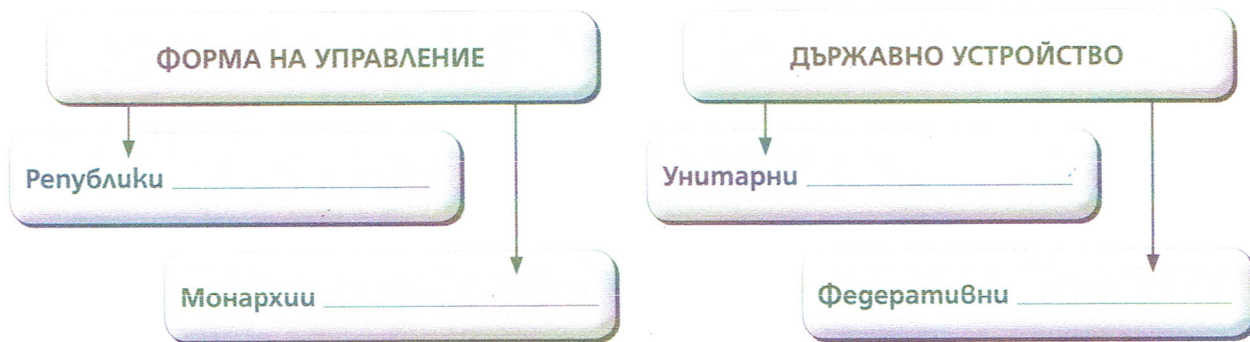 ФОРМА НА УПРАВЛЕНИЕ
Републики
Монархии
ДЪРЖАВНО УСТРОЙСТВО
Унитарни
Федеративни